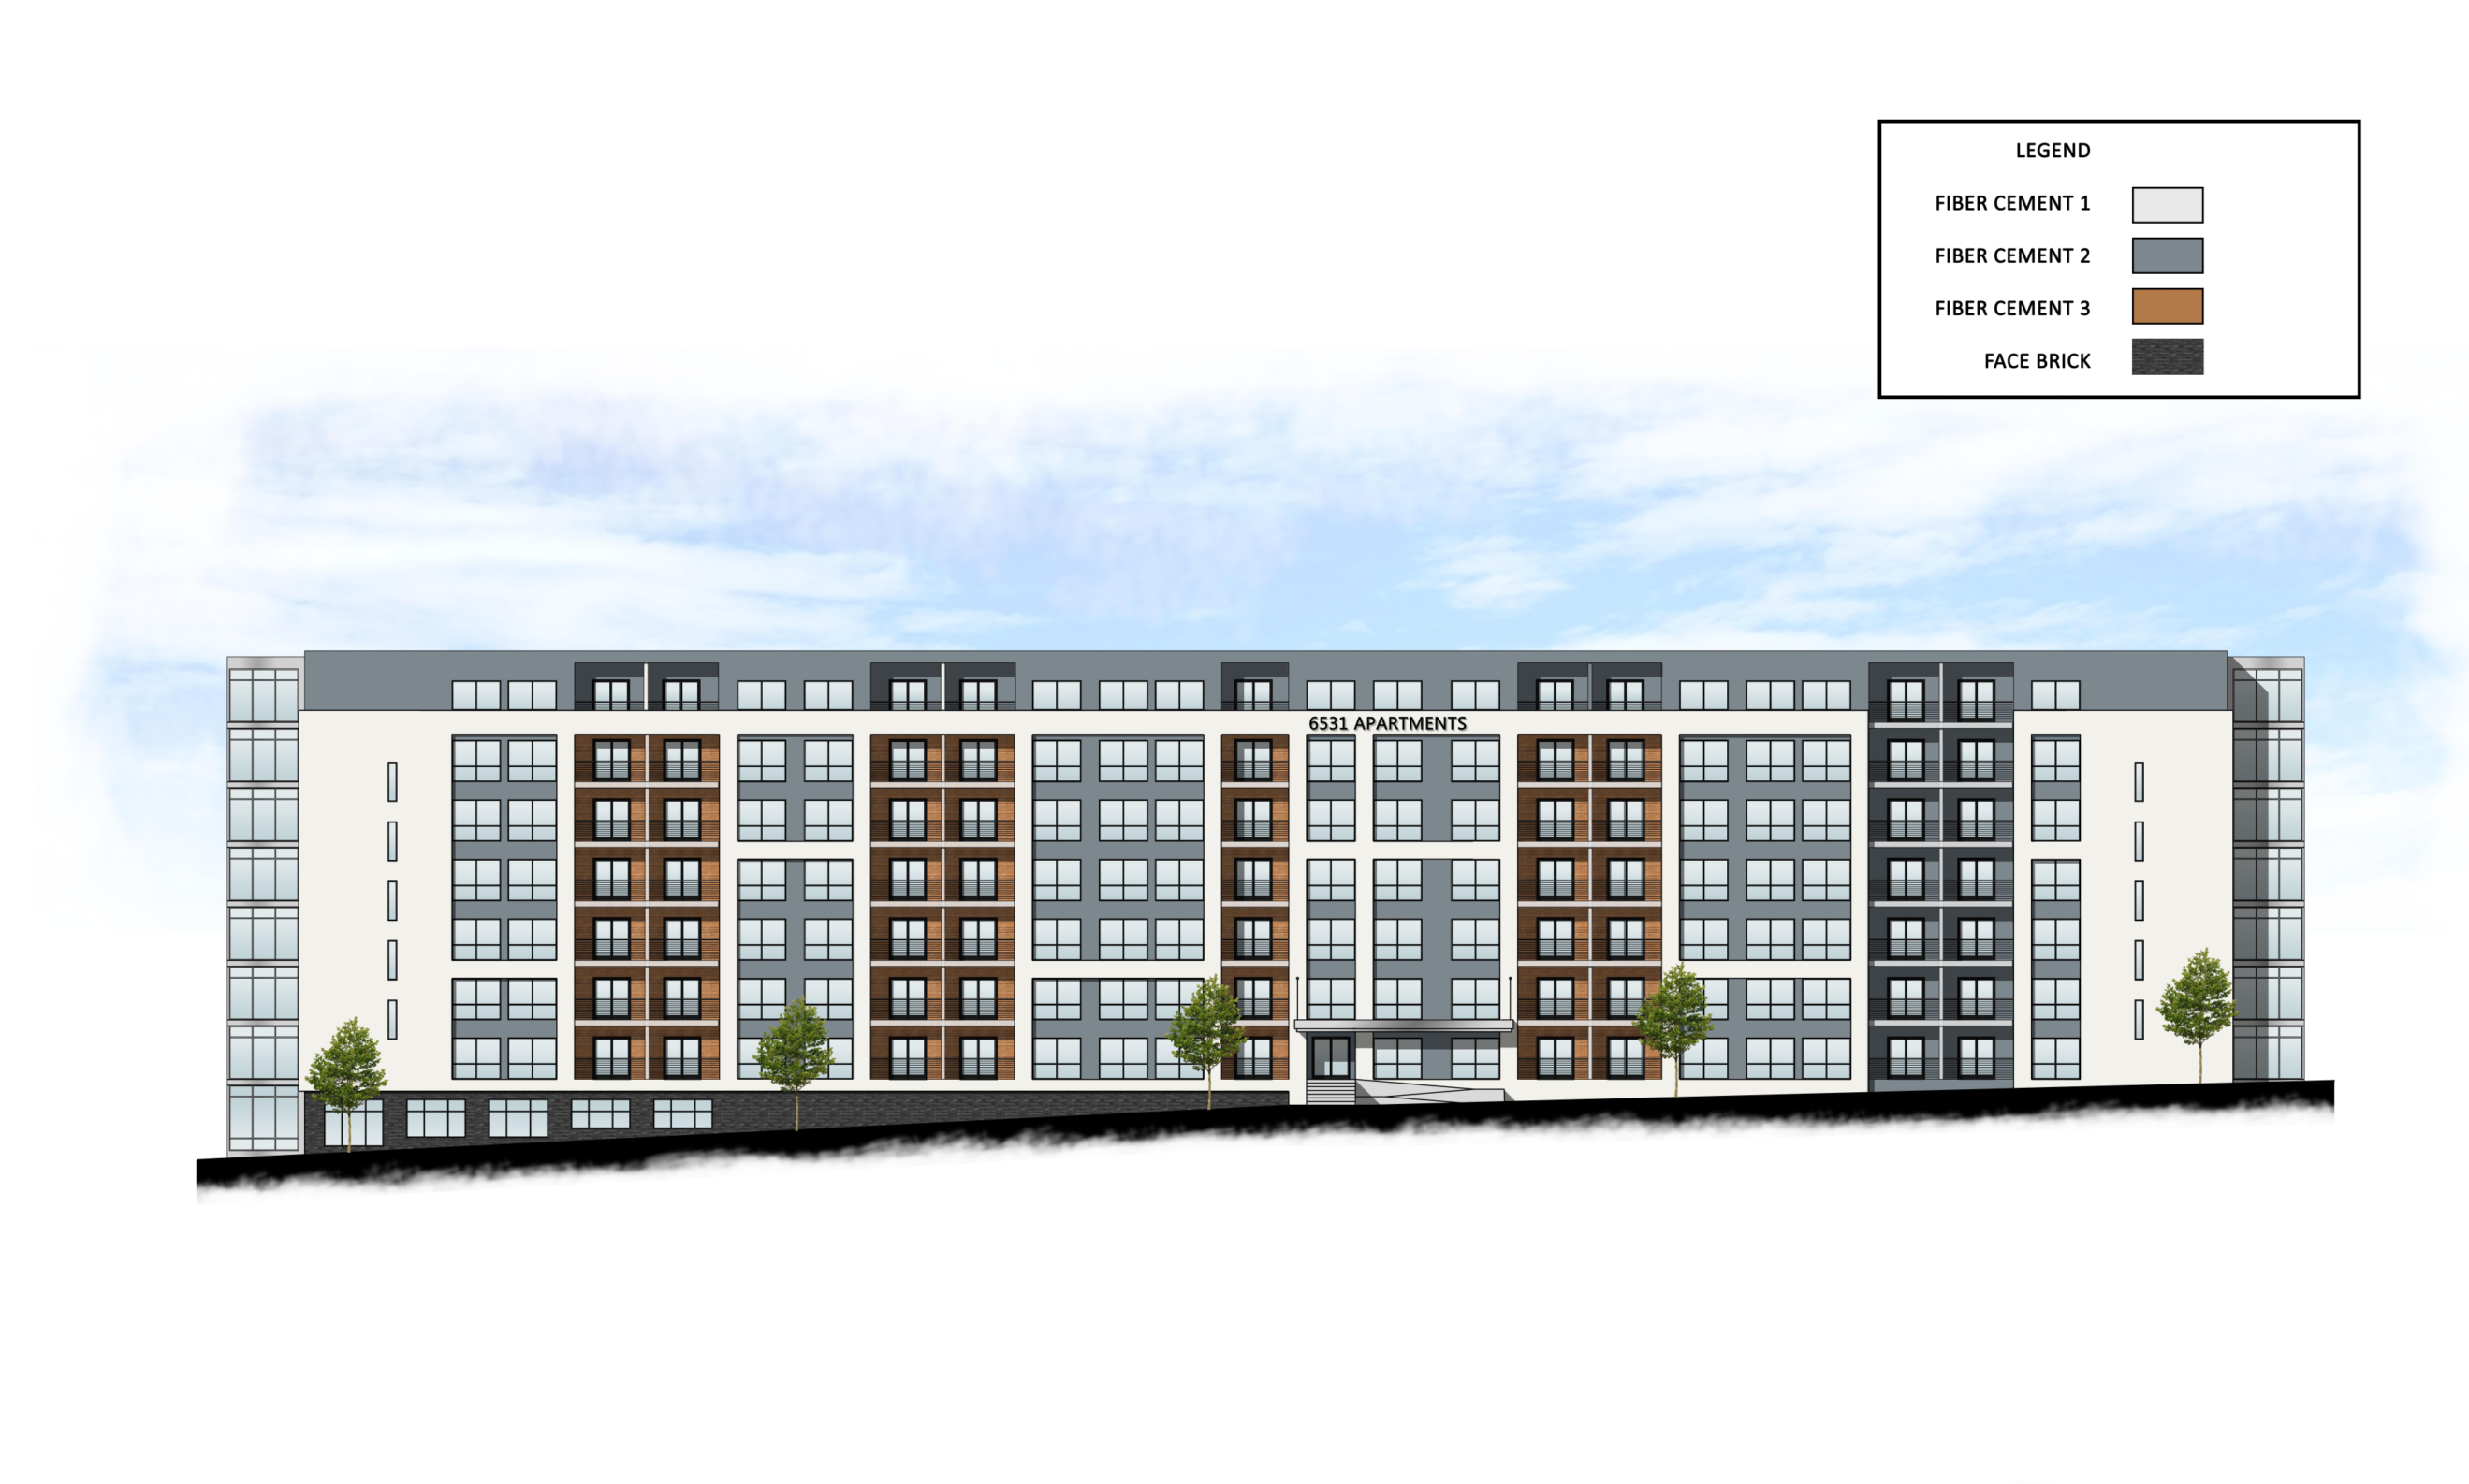 LEGEND
FIBER CEMENT 1
FIBER CEMENT 2
FIBER CEMENT 3
FACE BRICK
6531 APARTMENTS